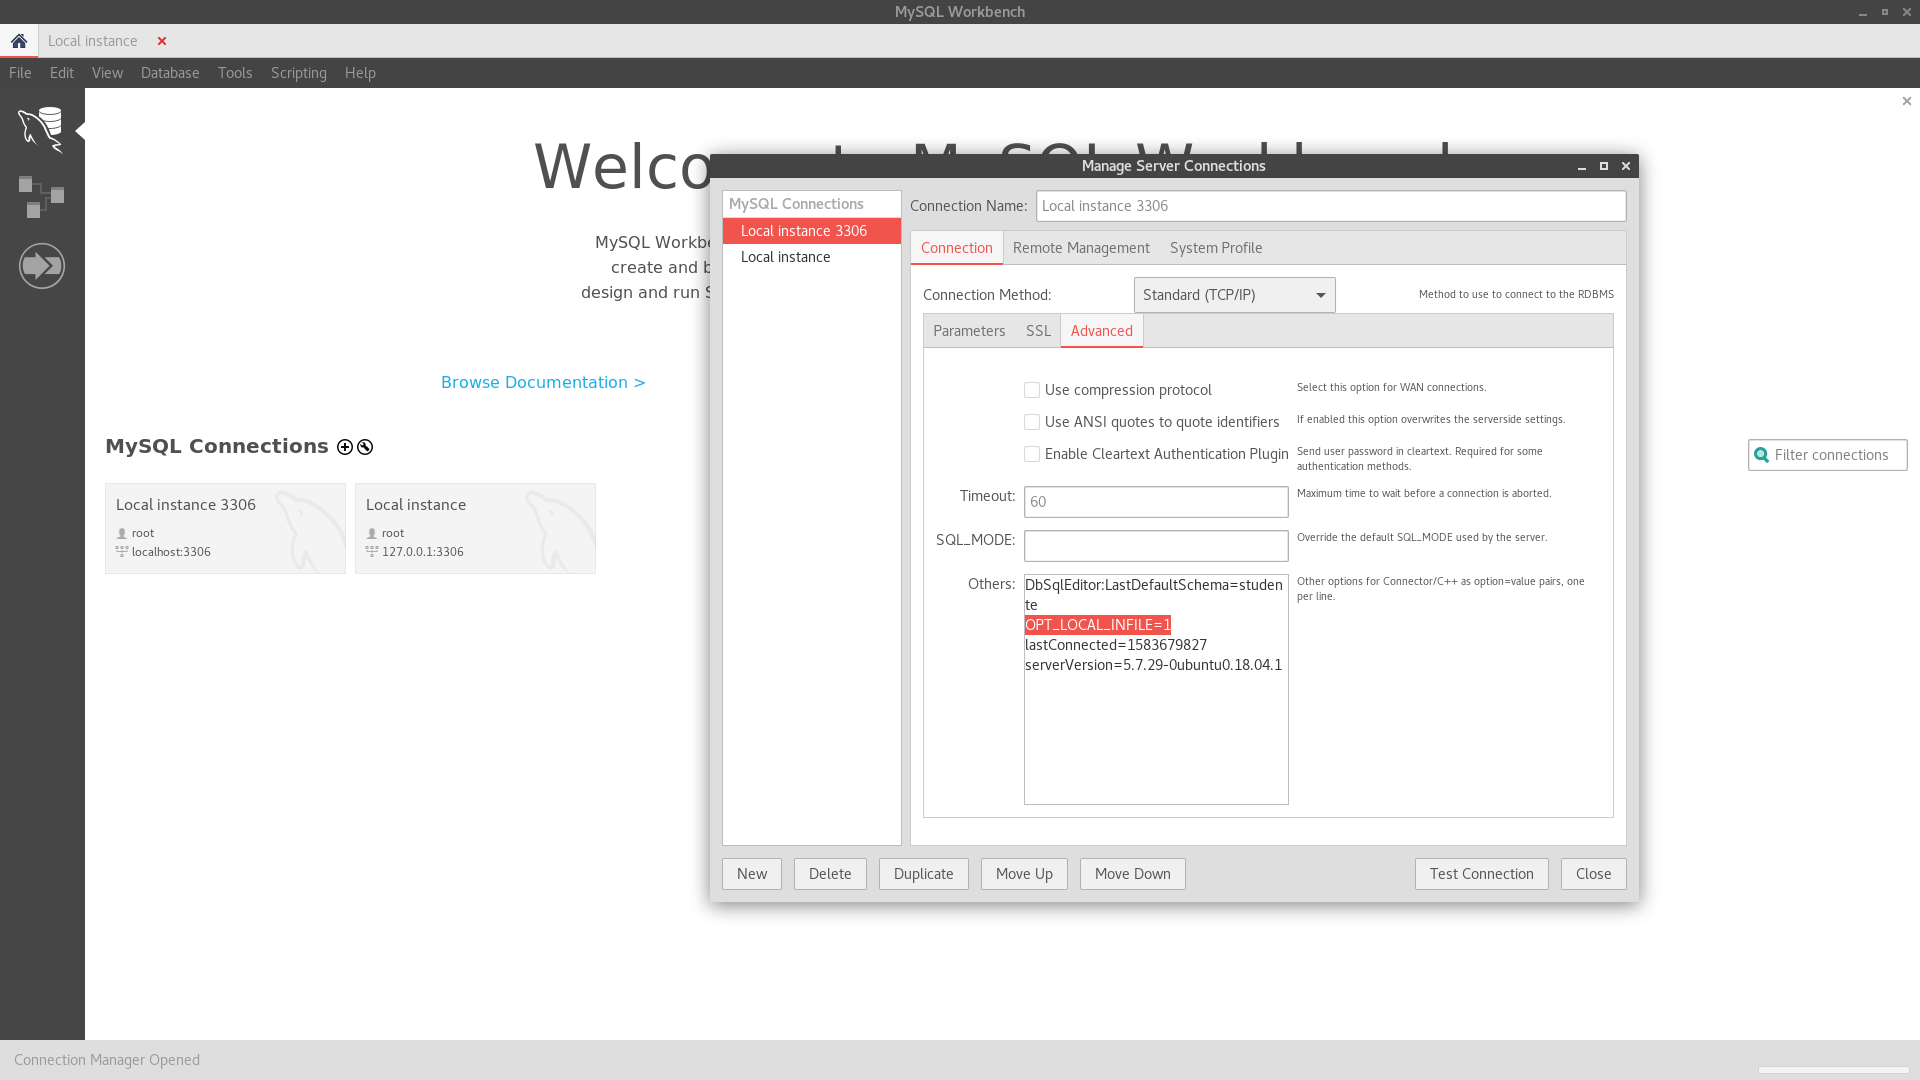 MySQL Workbench
Local instance
File Edit View Database Tools Scripting Help
Manage Server Connections
MySQL Connections
Local instance 3306
Local instance
Connection Name: Local instance 3306
Connection Remote Management System Profile
Connection Method: Standard (TCP/IP) Method to use to connect to the RDBMS
Parameters SSL Advanced
Use compression protocol Select this option for WAN connections.
Use ANSI quotes to quote identifiers If enabled this option overwrites the serverside settings.
Enable Cleartext Authentication Plugin Send user password in cleartext. Required for some
authentication methods.
Timeout: 60 Maximum time to wait before a connection is aborted.
SQL_MODE: Override the default SQL_MODE used by the server.
Others: DbSqlEditor:LastDefaultSchema=studen
te
OPT_LOCAL_INFILE=1
lastConnected=1583679827
serverVersion=5.7.29-0ubuntu0.18.04.1
Other options for Connector/C++ as option=value pairs, one
per line.
New Delete Duplicate Move Up Move Down Test Connection Close
MySQL
create and
design and run
Browse Documentation >
MySQL Connections
Filter connections
Local instance 3306
root
localhost:3306
Local instance
root
127.0.0.1:3306
Connection Manager Opened